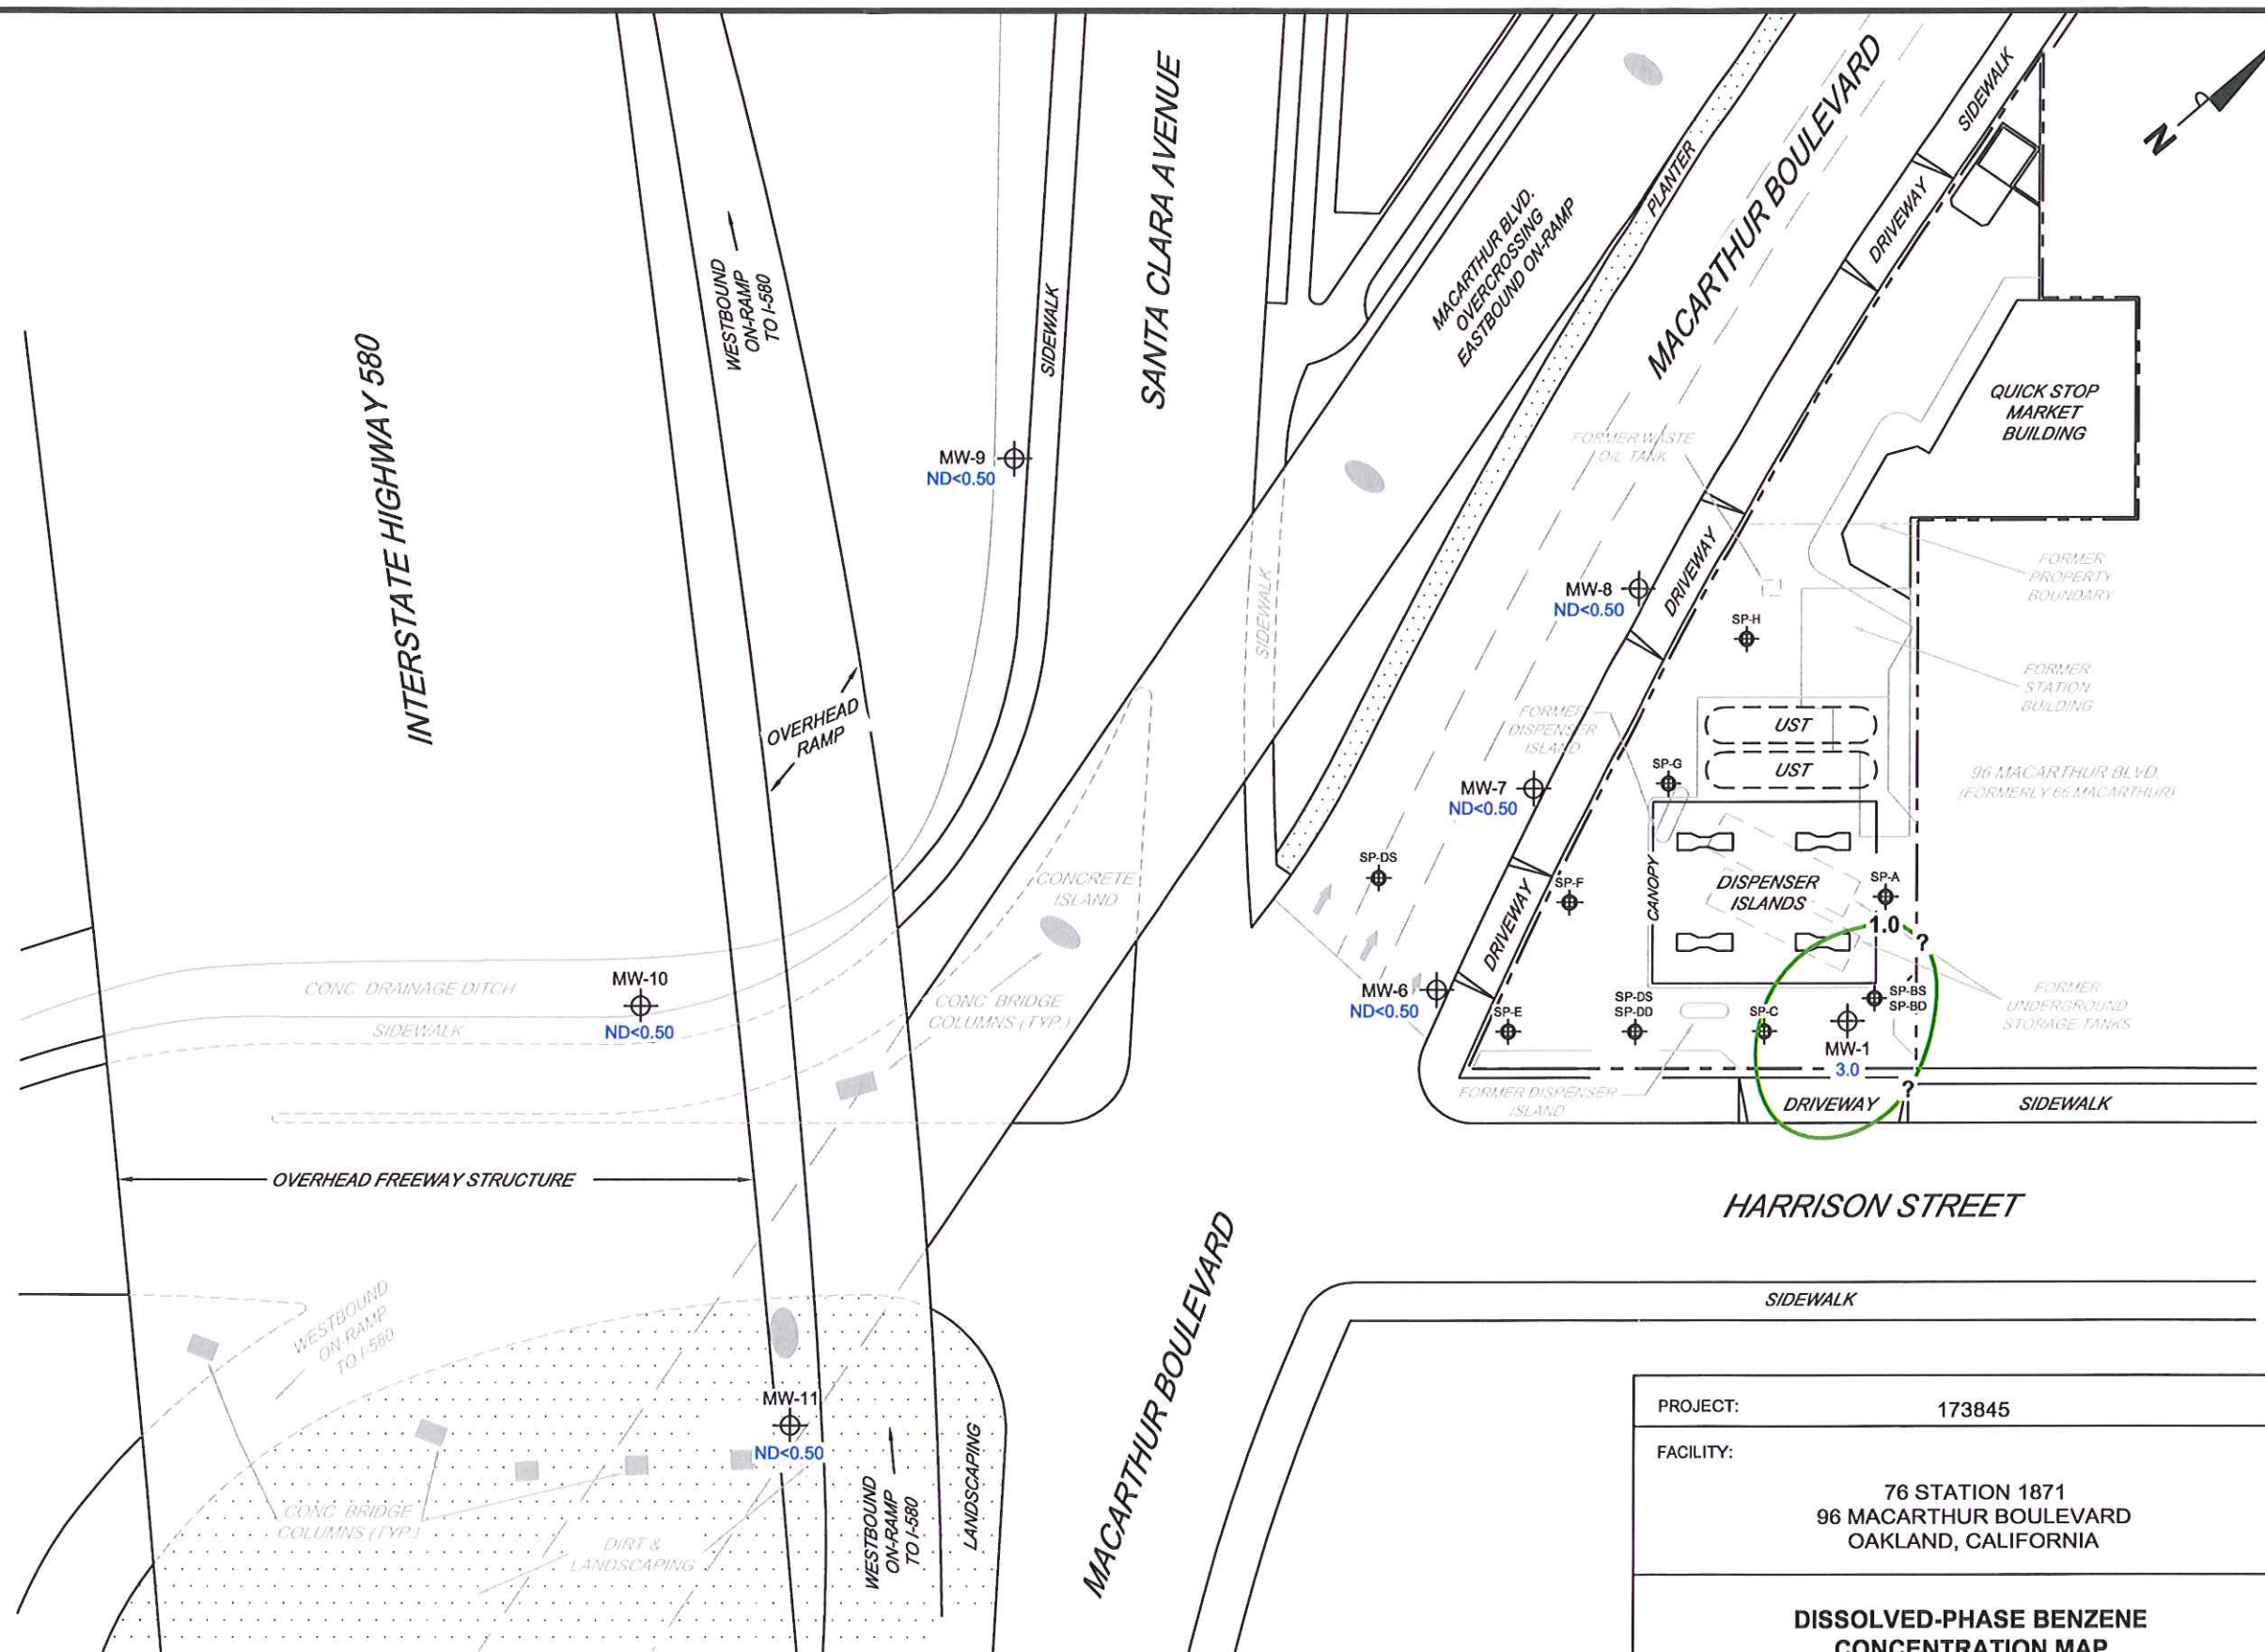 INTERSTATE HIGHWAY 580
WESTBOUND
ON-RAMP
TO I-580
SIDEWALK
SANTA CLARA AVENUE
MACARTHUR BLVD.
OVERCROSSING
EASTBOUND ON-RAMP
PLANTER
MACARTHUR BOULEVARD
SIDEWALK
DRIVEWAY
N
QUICK STOP
MARKET
BUILDING
MW-9
ND<0.50
FORMER WASTE
OIL TANK
SIDEWALK
MW-8
ND<0.50
DRIVEWAY
SP-H
FORMER
PROPERTY
BOUNDARY
FORMER
STATION
BUILDING
OVERHEAD
RAMP
FORMER
DISPENSER
ISLAND
UST
UST
SP-G
96 MACARTHUR BLVD.
(FORMERLY 66 MACARTHUR)
MW-7
ND<0.50
SP-DS
SP-F
CANOPY
DISPENSER
ISLANDS
SP-A
1.0
?
CONCRETE
ISLAND
DRIVEWAY
MW-10
ND<0.50
CONC. DRAINAGE DITCH
SIDEWALK
CONC. BRIDGE
COLUMNS (TYP.)
MW-6
ND<0.50
SP-E
SP-DS
SP-DD
SP-C
SP-BS
SP-BD
MW-1
3.0
FORMER
UNDERGROUND
STORAGE TANKS
?
FORMER DISPENSER
ISLAND
DRIVEWAY
SIDEWALK
OVERHEAD FREEWAY STRUCTURE
HARRISON STREET
SIDEWALK
WESTBOUND
ON-RAMP
TO I-580
MACARTHUR BOULEVARD
MW-11
ND<0.50
CONC. BRIDGE
COLUMNS (TYP.)
DIRT &
LANDSCAPING
WESTBOUND
ON-RAMP
TO I-580
LANDSCAPING
PROJECT:
173845
FACILITY:
76 STATION 1871
96 MACARTHUR BOULEVARD
OAKLAND, CALIFORNIA
DISSOLVED-PHASE BENZENE
CONCENTRATION MAP